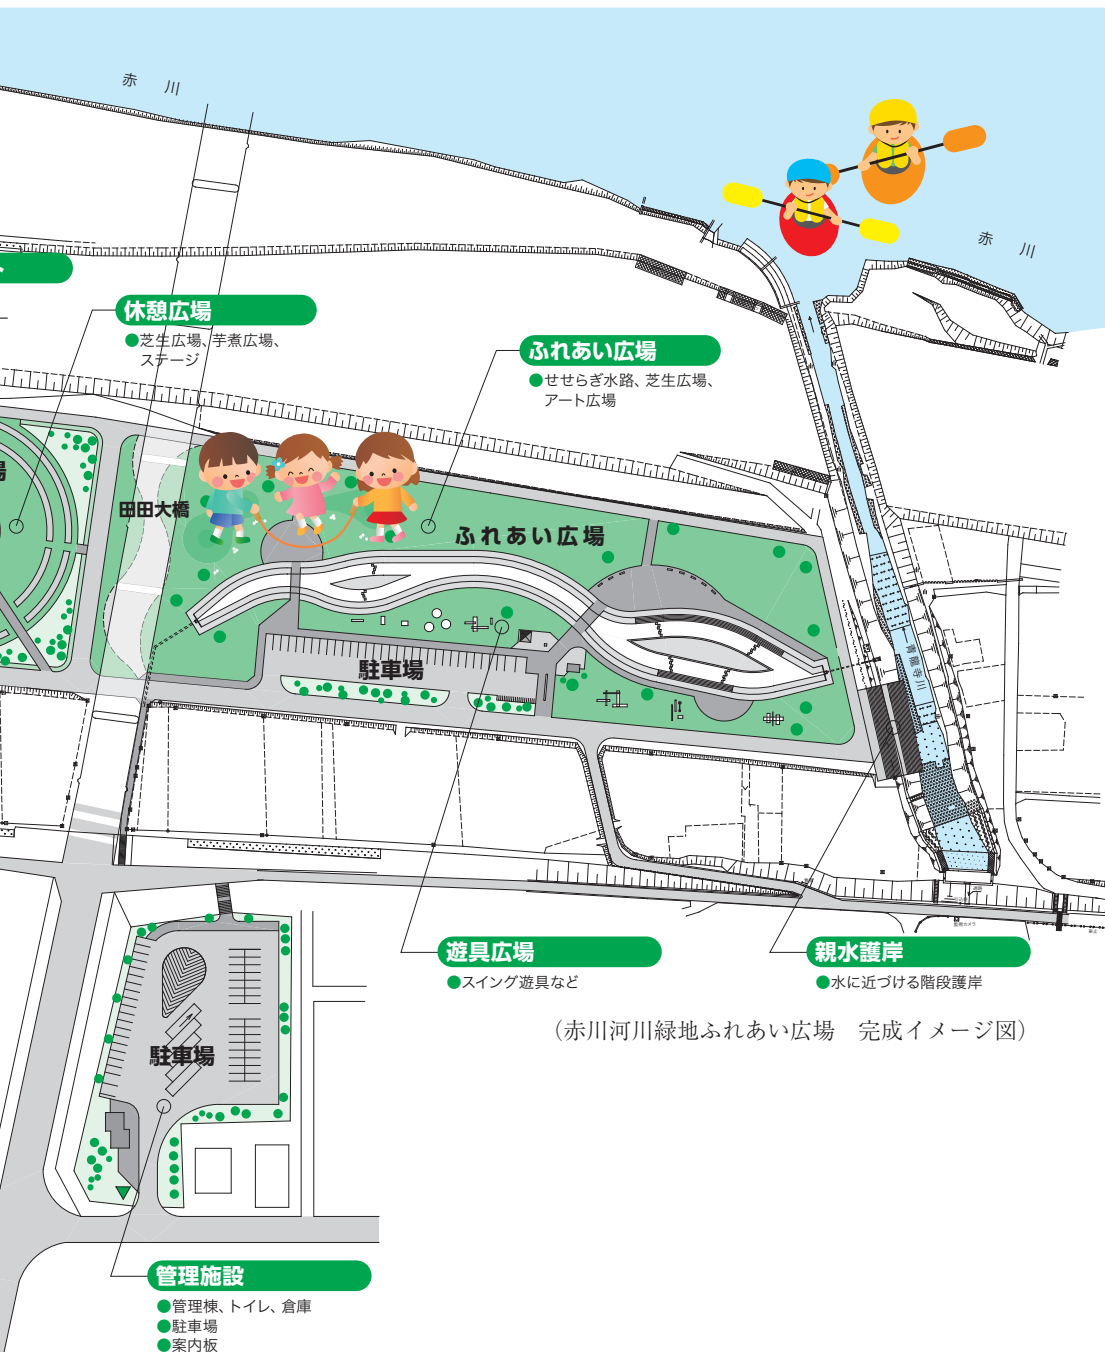 赤川
赤川
休憩広場
●芝生広場、芋煮広場、
ステージ
ふれあい広場
●せせらぎ水路、芝生広場、
アート広場
場
田田大橋
ふれあい広場
駐車場
青龍寺川
遊具広場
●スイング遊具など
親水護岸
●水に近づける階段護岸
（赤川河川緑地ふれあい広場　完成イメージ図）
駐車場
管理施設
●管理棟、トイレ、倉庫
●駐車場
●案内板